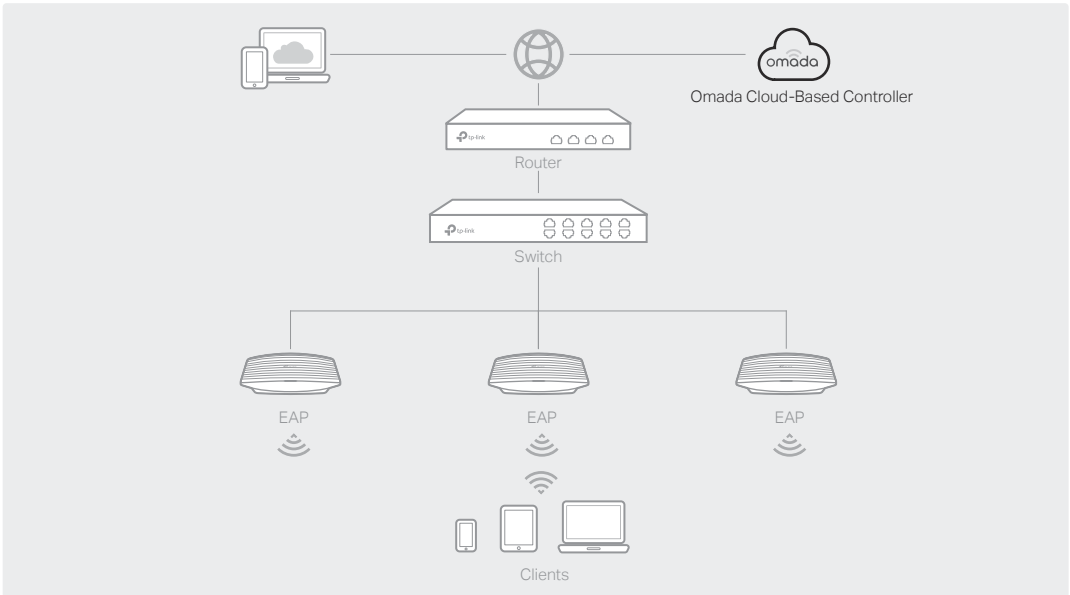 omada
Omada Cloud-Based Controller
tp-link
Router
tp-link
Switch
EAP EAP EAP
Clients